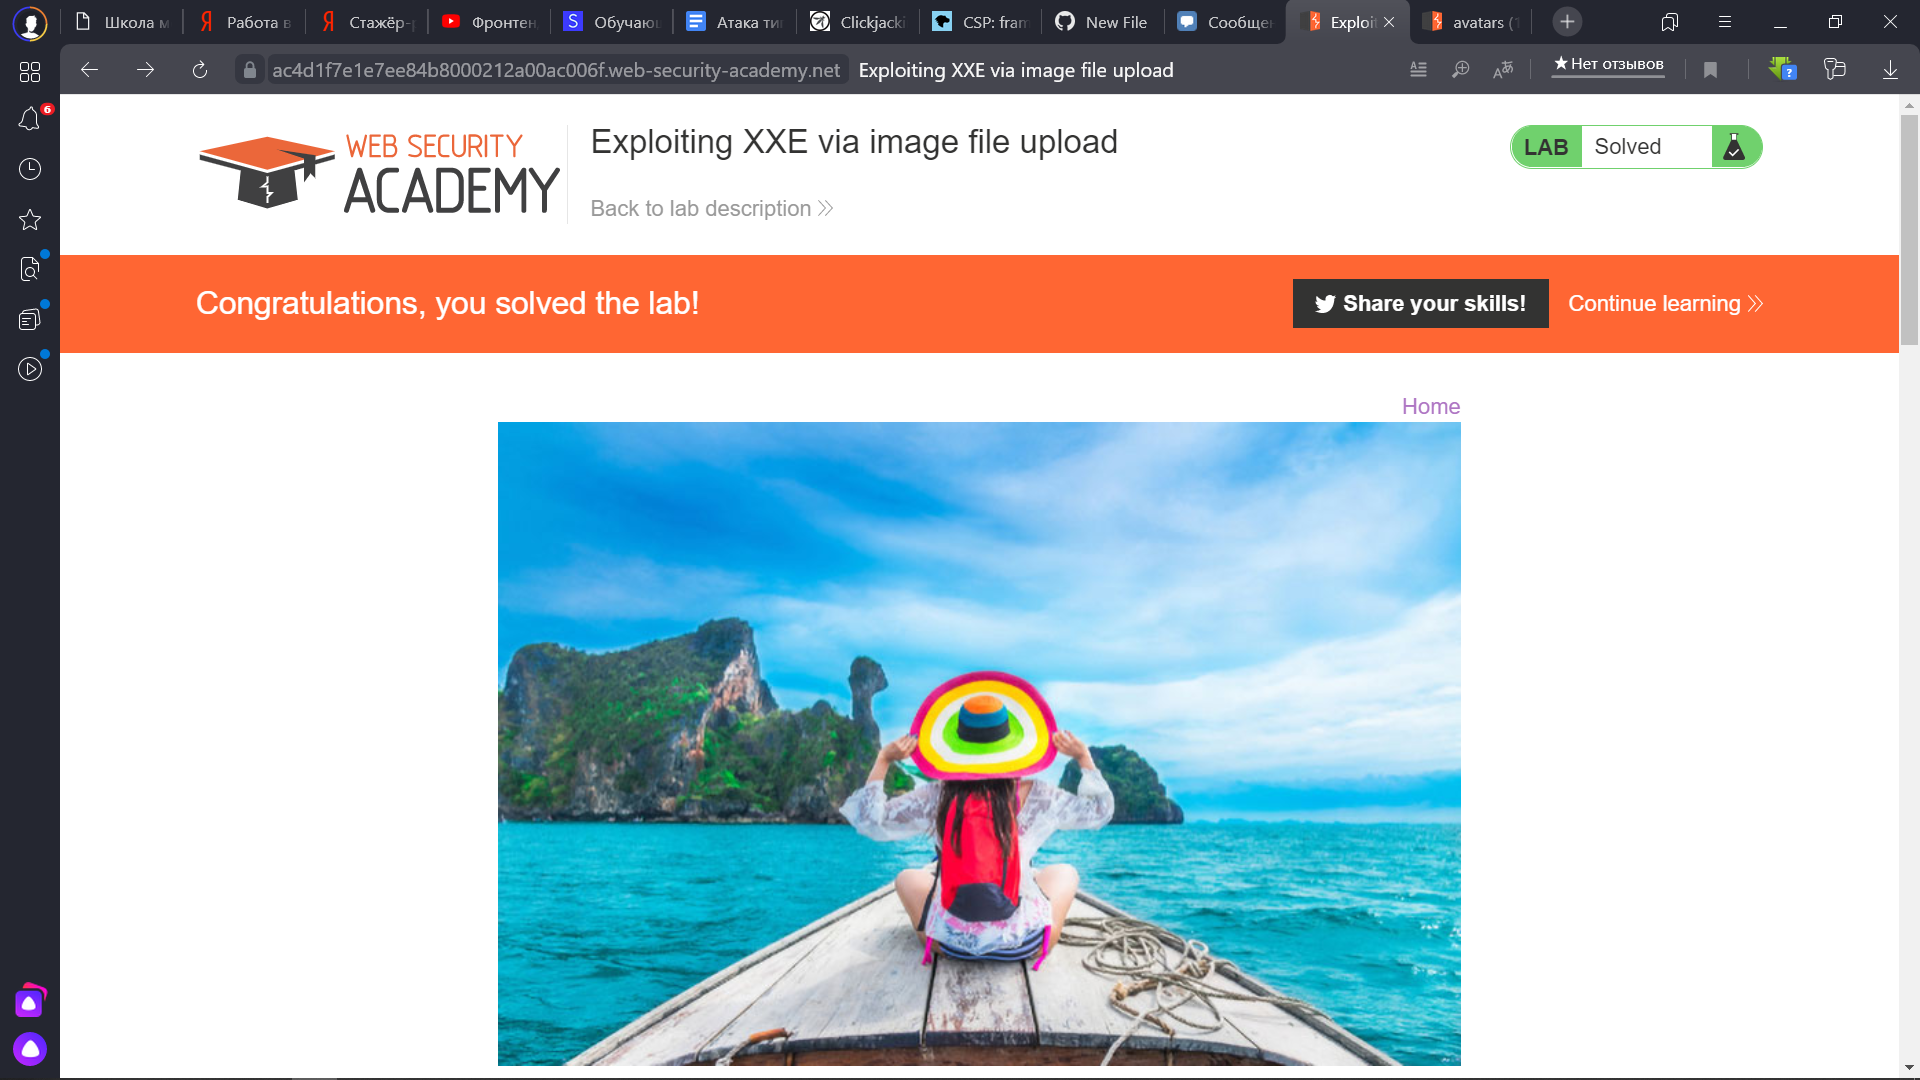 Школа м
Работа в
Стажёр-р
Фронтен
Обучаю
Атака ти
Clickjacki
CSP: fram
New File
Сообщен
Exploit
avatars (1
ac4d1f7e1e7ee84b8000212a00ac006f.web-security-academy.net Exploiting XXE via image file upload
★ Нет отзывов
6
WEB SECURITY
ACADEMY
Exploiting XXE via image file upload
Back to lab description
LAB Solved
Congratulations, you solved the lab!
Share your skills!
Continue learning
Home